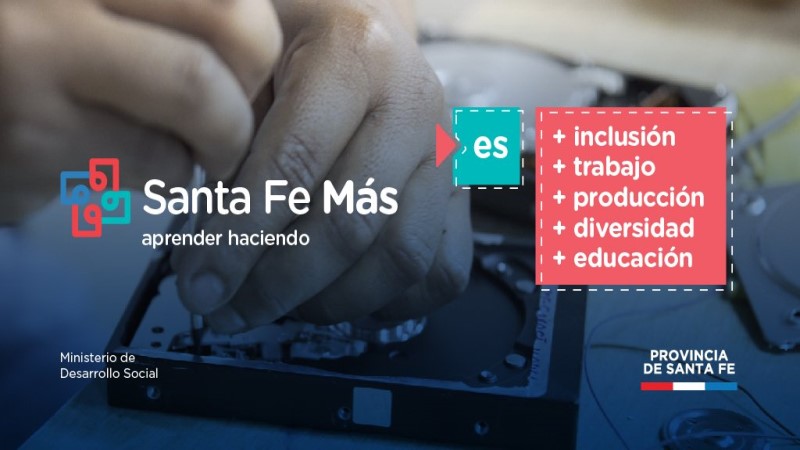 Santa Fe Más
aprender haciendo
es
+ inclusión
+ trabajo
+ producción
+ diversidad
+ educación
Ministerio de
Desarrollo Social
PROVINCIA
DE SANTA FE